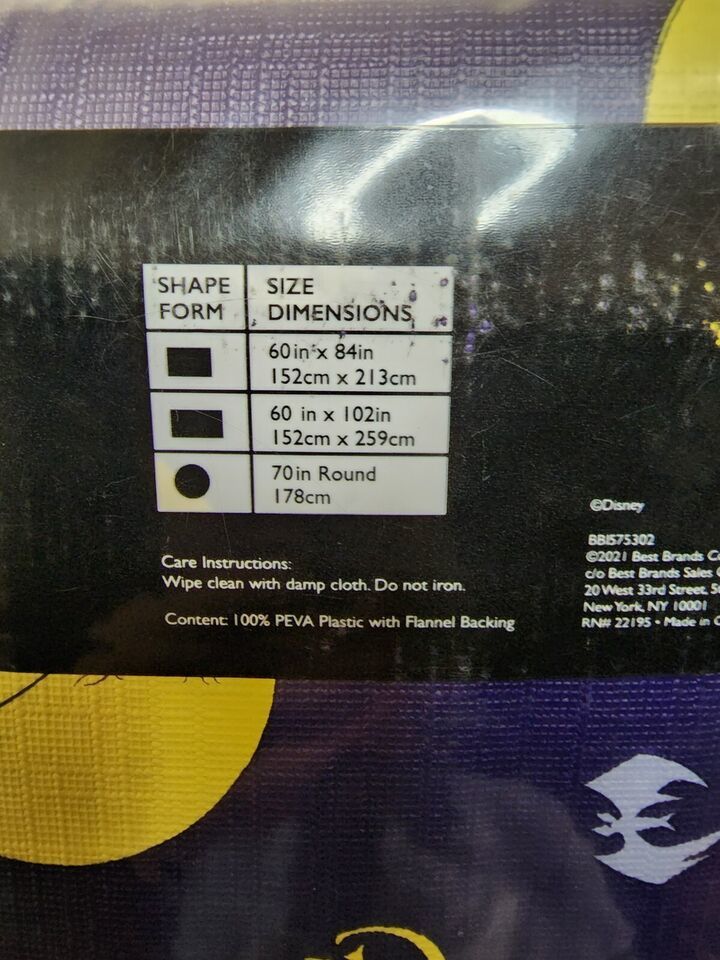 SHAPE FORM
SIZE DIMENSIONS
60in x 84in
152cm x 213cm
60 in x 102in
152cm x 259cm
70in Round
178cm
Care Instructions:
Wipe clean with damp cloth. Do not iron.
Content: 100% PEVA Plastic with Flannel Backing
©Disney
BBI575302
©2021 Best Brands
c/o Best Brands Sales
20 West 33rd Street,
New York, NY 10001
RN# 22195 • Made in